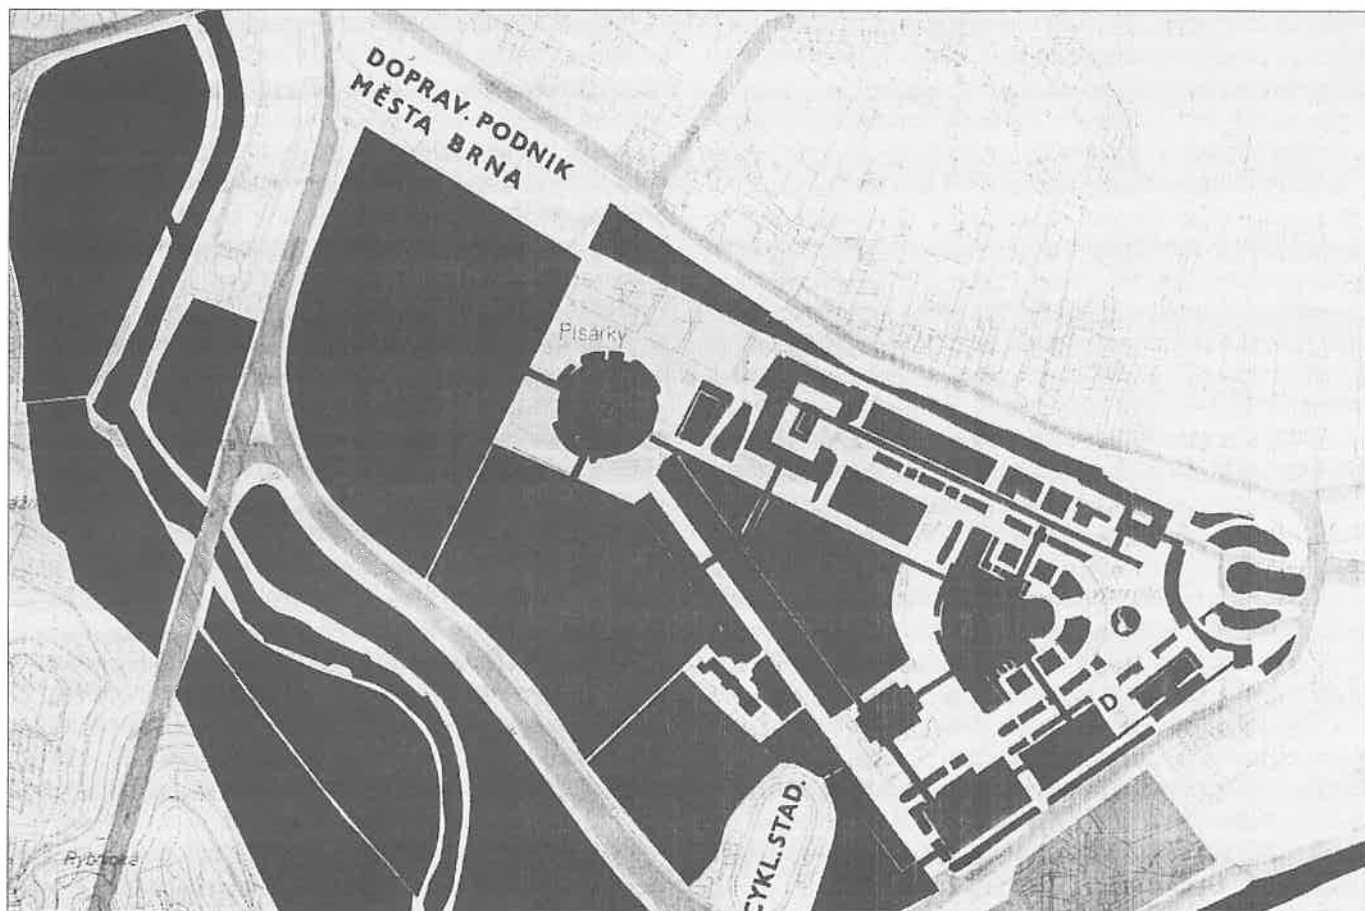 DOPRAV. PODNIK
MĚSTA BRNA
Pisárky
Z
Z
D
CYKL. STAD.